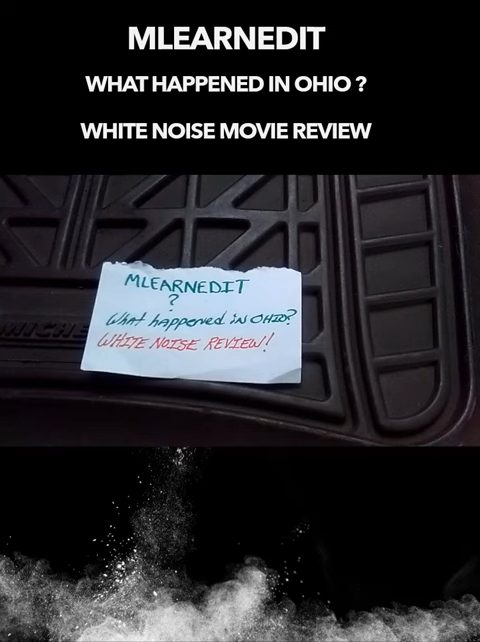 MLEARNEDIT
WHAT HAPPENED IN OHIO ?
WHITE NOISE MOVIE REVIEW
MLEARNEDIT
?
What happened in OHIO?
WHITE NOISE REVIEW!